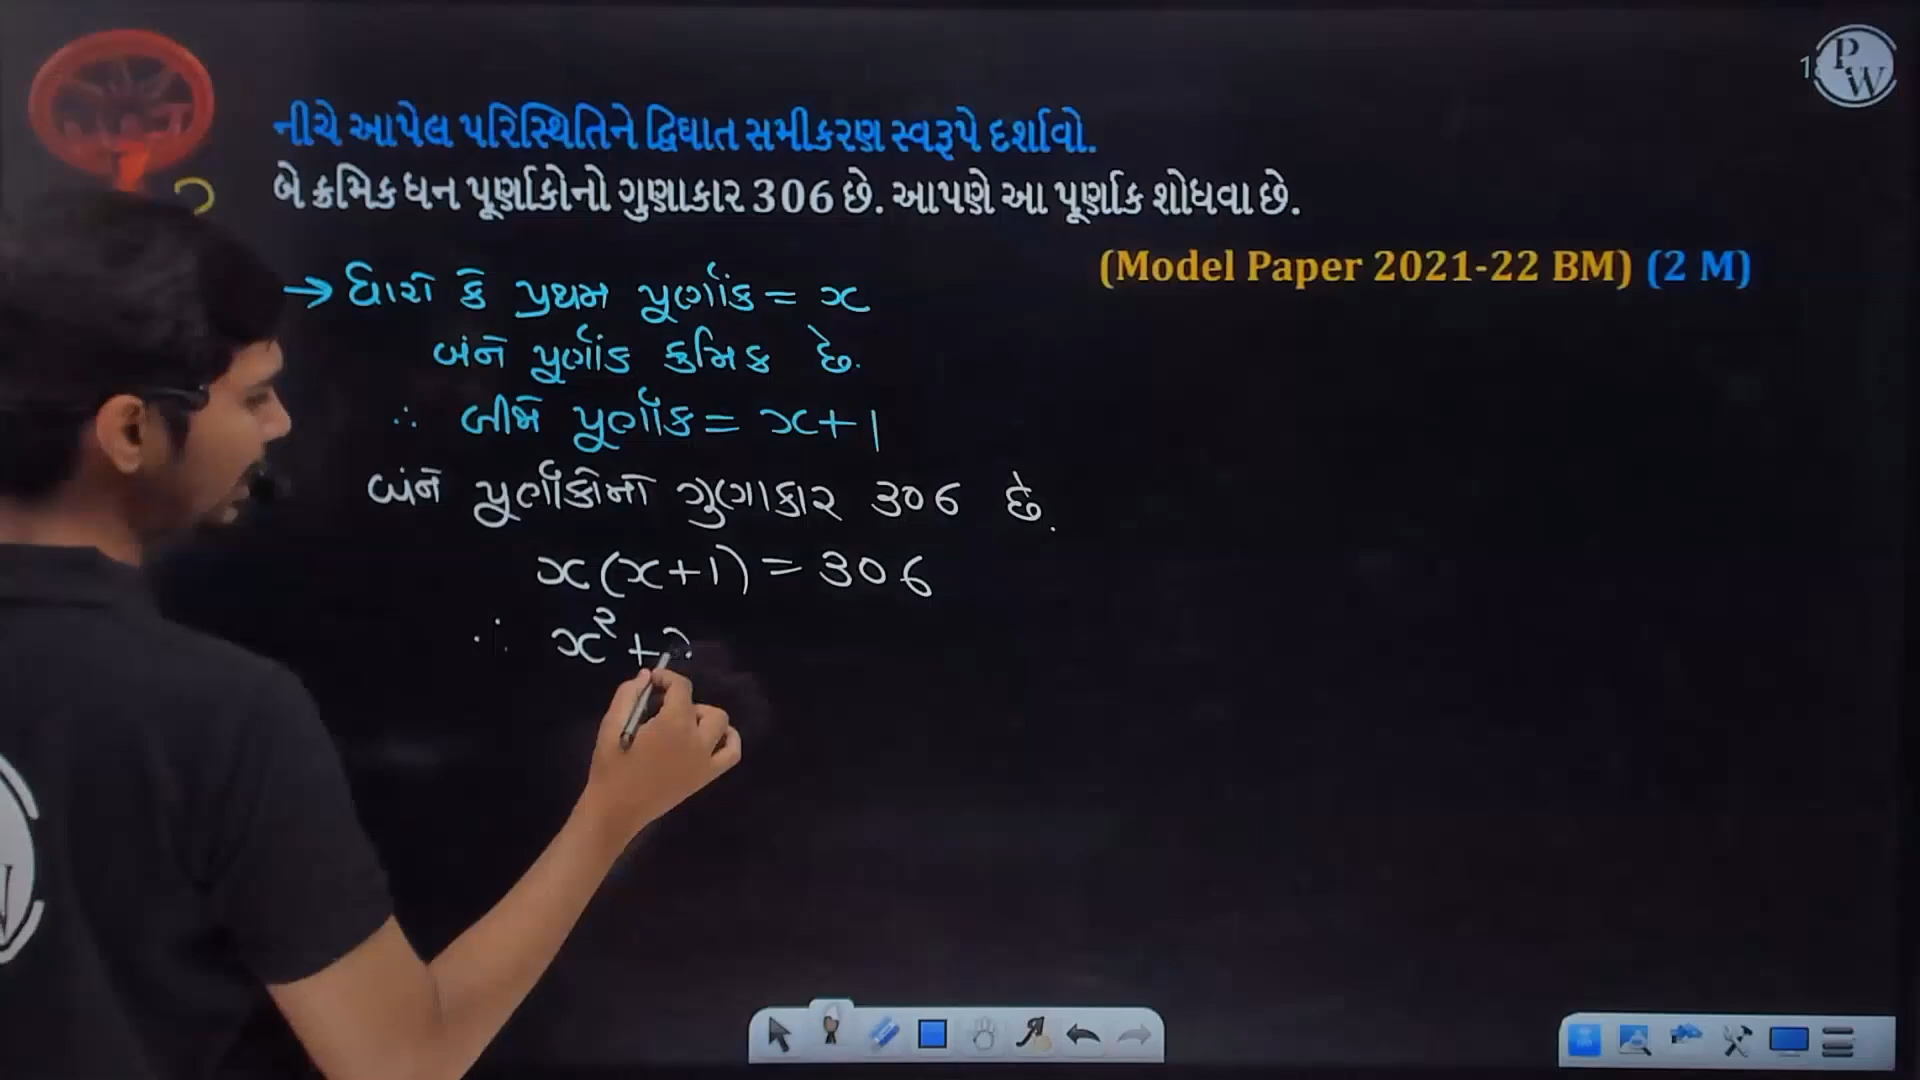 નીચે આપેલ પરિસ્થિતિને દ્વિઘાત સમીકરણ સ્વરૂપે દર્શાવો.
બે ક્રમિક ધન પૂર્ણાકોનો ગુણાકાર 306 છે. આપણે આ પૂર્ણાક શોધવા છે.
(Model Paper 2021-22 BM) (2 M)
→ ધારો કે પ્રથમ પૂર્ણાંક = x
બંને પૂર્ણાંક ક્રમિક છે.
∴ બીજો પૂર્ણાંક = x+1
બંને પૂર્ણાંકોનો ગુણાકાર 306 છે.
x(x+1) = 306
∴ x² +
PW